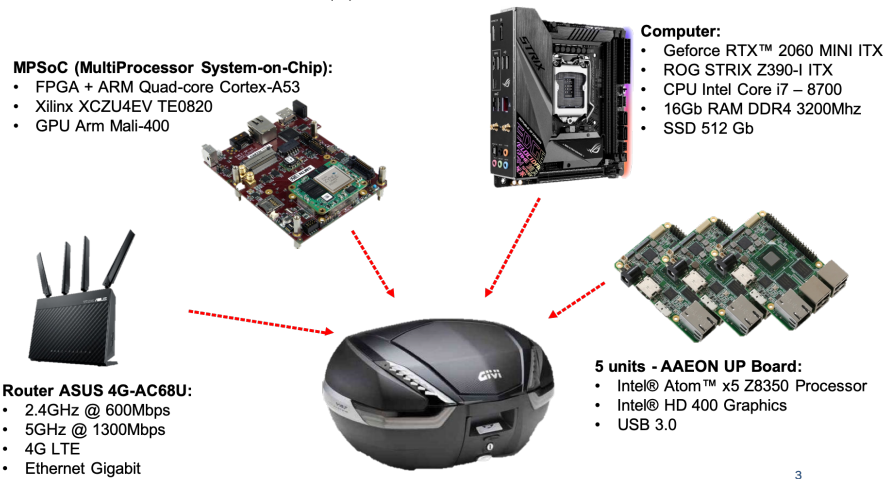 MPSoC (MultiProcessor System-on-Chip):
• FPGA + ARM Quad-core Cortex-A53
• Xilinx XCZU4EV TE0820
• GPU Arm Mali-400
Computer:
• Geforce RTX™ 2060 MINI ITX
• ROG STRIX Z390-I ITX
• CPU Intel Core i7 – 8700
• 16Gb RAM DDR4 3200Mhz
• SSD 512 Gb
STRIX
Router ASUS 4G-AC68U:
• 2.4GHz @ 600Mbps
• 5GHz @ 1300Mbps
• 4G LTE
• Ethernet Gigabit
GIVI
5 units - AAEON UP Board:
• Intel® Atom™ x5 Z8350 Processor
• Intel® HD 400 Graphics
• USB 3.0
3